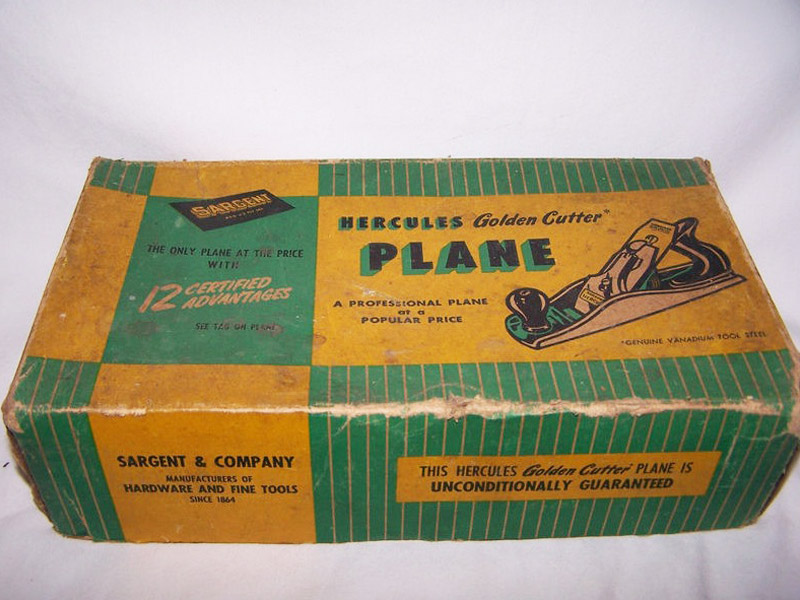 SARGENT
THE ONLY PLANE AT THE PRICE
WITH
12 CERTIFIED
ADVANTAGES
SEE TAG ON PLANE
HERCULES Golden Cutter*
PLANE
A PROFESSIONAL PLANE
at a
POPULAR PRICE
*GENUINE VANADIUM TOOL STEEL
SARGENT & COMPANY
MANUFACTURERS OF
HARDWARE AND FINE TOOLS
SINCE 1864
THIS HERCULES Golden Cutter PLANE IS
UNCONDITIONALLY GUARANTEED